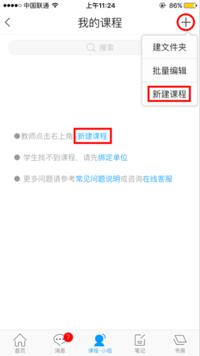 中国联通 上午11:24 86%
我的课程
搜索
建文件夹
批量编辑
新建课程
教师点击右上角 新建课程
学生找不到课程，请先绑定单位
更多问题请参考常见问题说明或咨询在线客服
7
首页 消息 课程·小组 笔记 书房